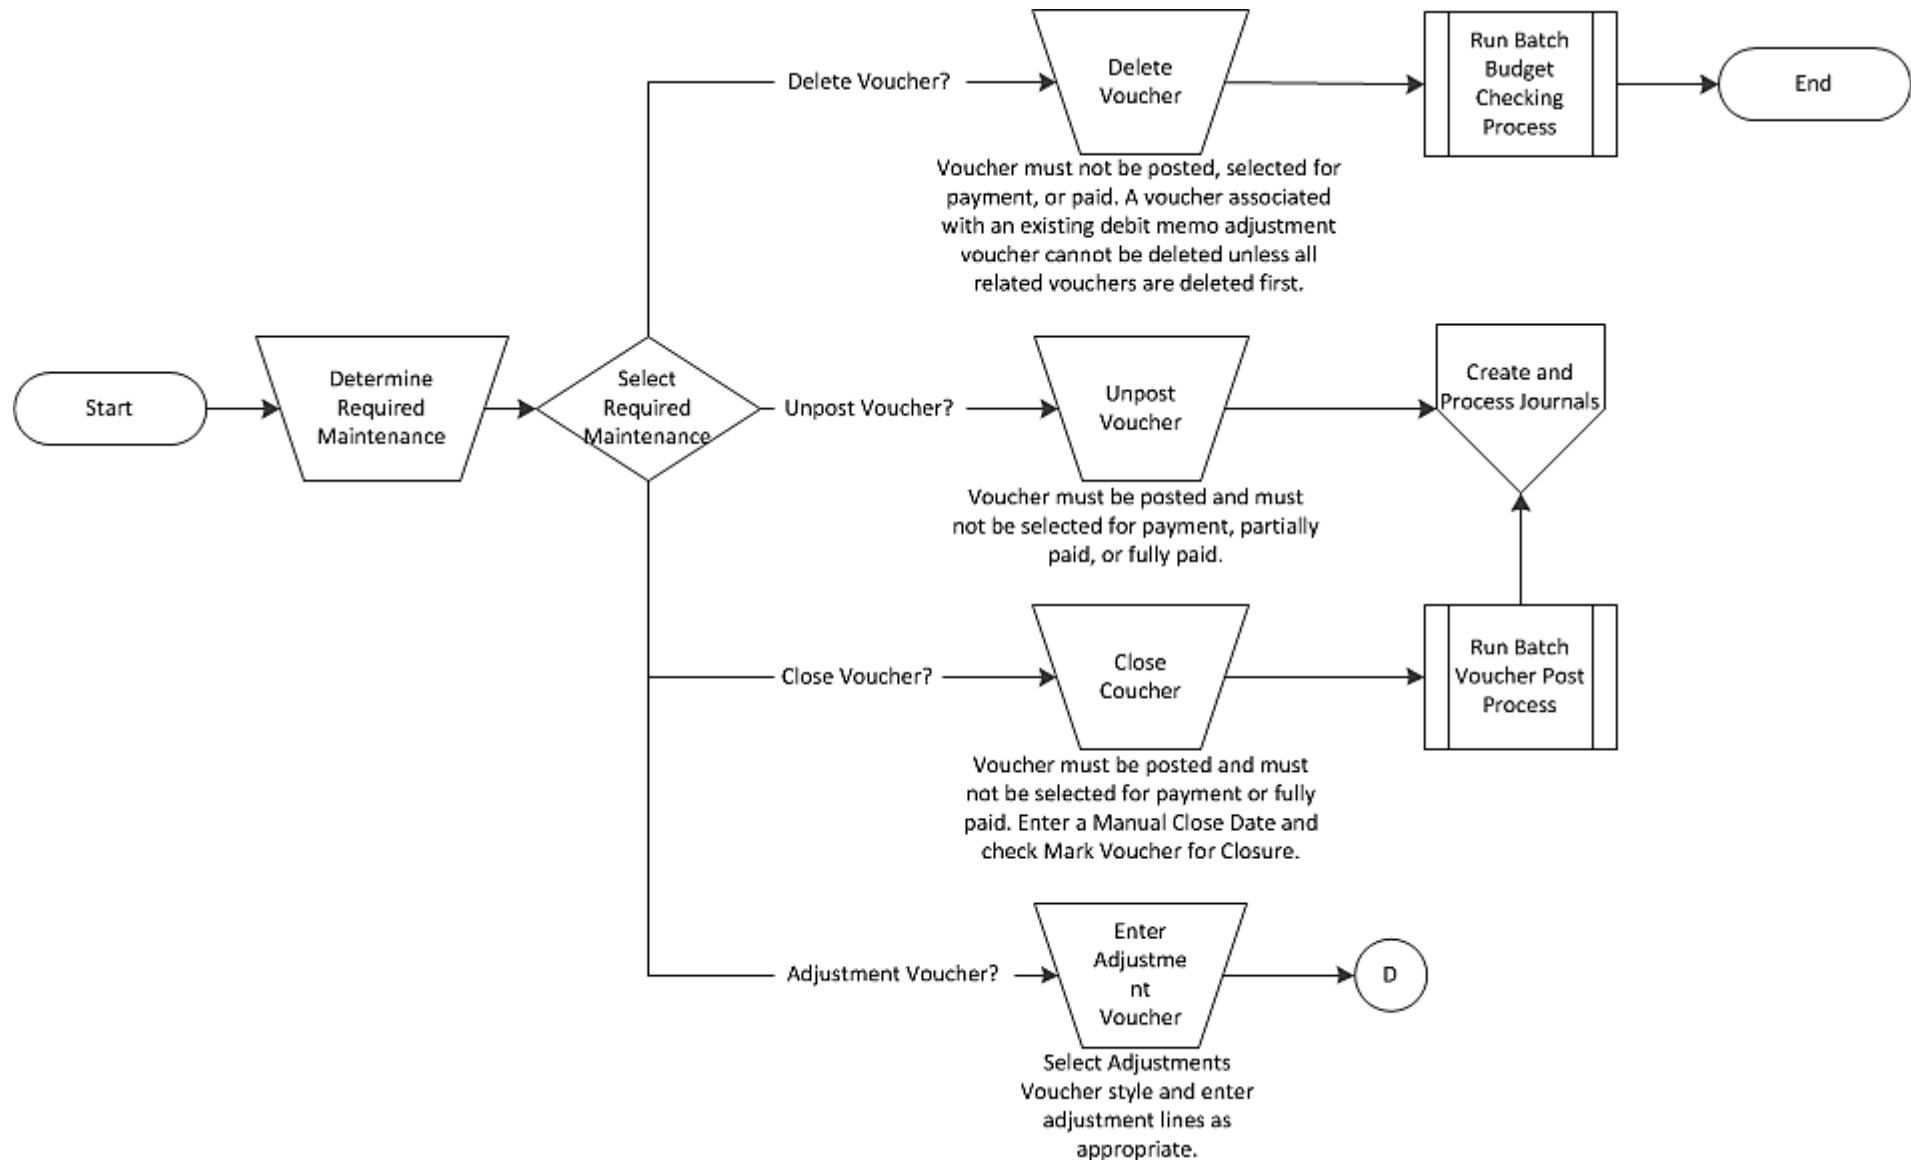 Delete Voucher?
Delete
Voucher
Run Batch
Budget
Checking
Process
End
Voucher must not be posted, selected for
payment, or paid. A voucher associated
with an existing debit memo adjustment
voucher cannot be deleted unless all
related vouchers are deleted first.
Start
Determine
Required
Maintenance
Select
Required
Maintenance
Unpost Voucher?
Unpost
Voucher
Create and
Process Journals
Voucher must be posted and must
not be selected for payment, partially
paid, or fully paid.
Close Voucher?
Close
Coucher
Run Batch
Voucher Post
Process
Voucher must be posted and must
not be selected for payment or fully
paid. Enter a Manual Close Date and
check Mark Voucher for Closure.
Adjustment Voucher?
Enter
Adjustme
nt
Voucher
D
Select Adjustments
Voucher style and enter
adjustment lines as
appropriate.